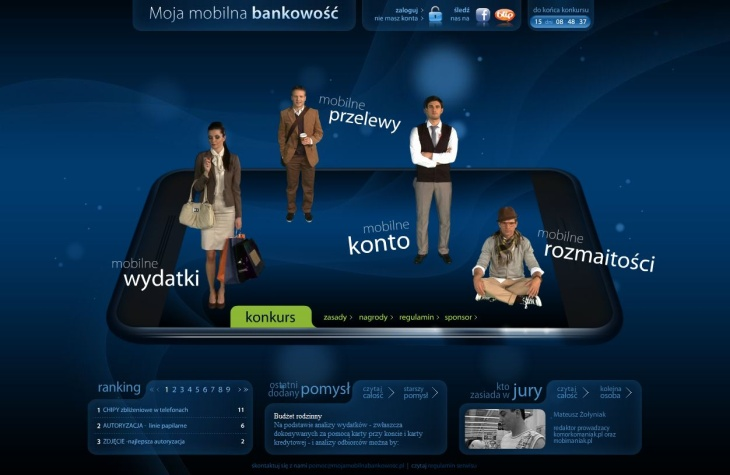 Moja mobilna bankowość
zaloguj >
nie masz konta >
śledź
nas na
do końca konkursu
15 dni 08 48 37
mobilne
przelewy
mobilne
konto
mobilne
rozmaitości
mobilne
wydatki
konkurs
zasady > nagrody > regulamin > sponsor >
ranking
« ‹ 1 2 3 4 5 6 7 8 9 › »
1 CHIPY zbliżeniowe w telefonach 11
2 AUTORYZACJA - linie papilarne 6
3 ZDJĘCIE -najlepsza autoryzacja 2
ostatni
dodany pomysł
czytaj
całość >
starszy
pomysł >
Budżet rodzinny
Na podstawie analizy wydatków - zwłaszcza
dokonywanych za pomocą karty przy koncie i karty
kredytowej - i analizy odbiorców można by:
kto
zasiada w jury
czytaj
całość >
kolejna
osoba >
Mateusz Żołyniak
redaktor prowadzący
komorkomaniak.pl oraz
mobimaniak.pl
skontaktuj się z nami
czytaj regulamin serwisu